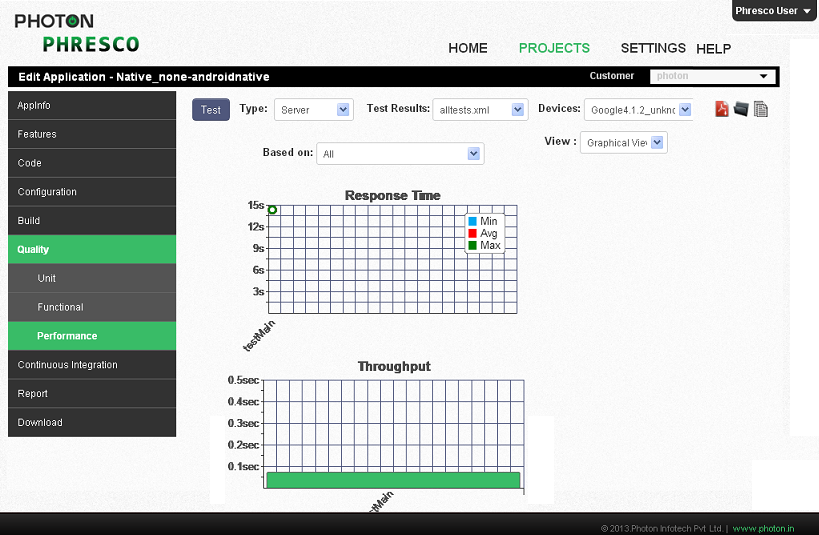 Phresco User
PHOTON
PHRESCO
HOME PROJECTS SETTINGS HELP
Edit Application - Native_none-androidnative
Customer photon
AppInfo
Features
Code
Configuration
Build
Quality
Unit
Functional
Performance
Continuous Integration
Report
Download
Test Type: Server Test Results: alltests.xml Devices: Google4.1.2_unkno
Based on: All View : Graphical View
Response Time
15s
12s
9s
6s
3s
Min
Avg
Max
testMain
Throughput
0.5sec
0.4sec
0.3sec
0.2sec
0.1sec
stMain
© 2013.Photon Infotech Pvt. Ltd. | www.photon.in